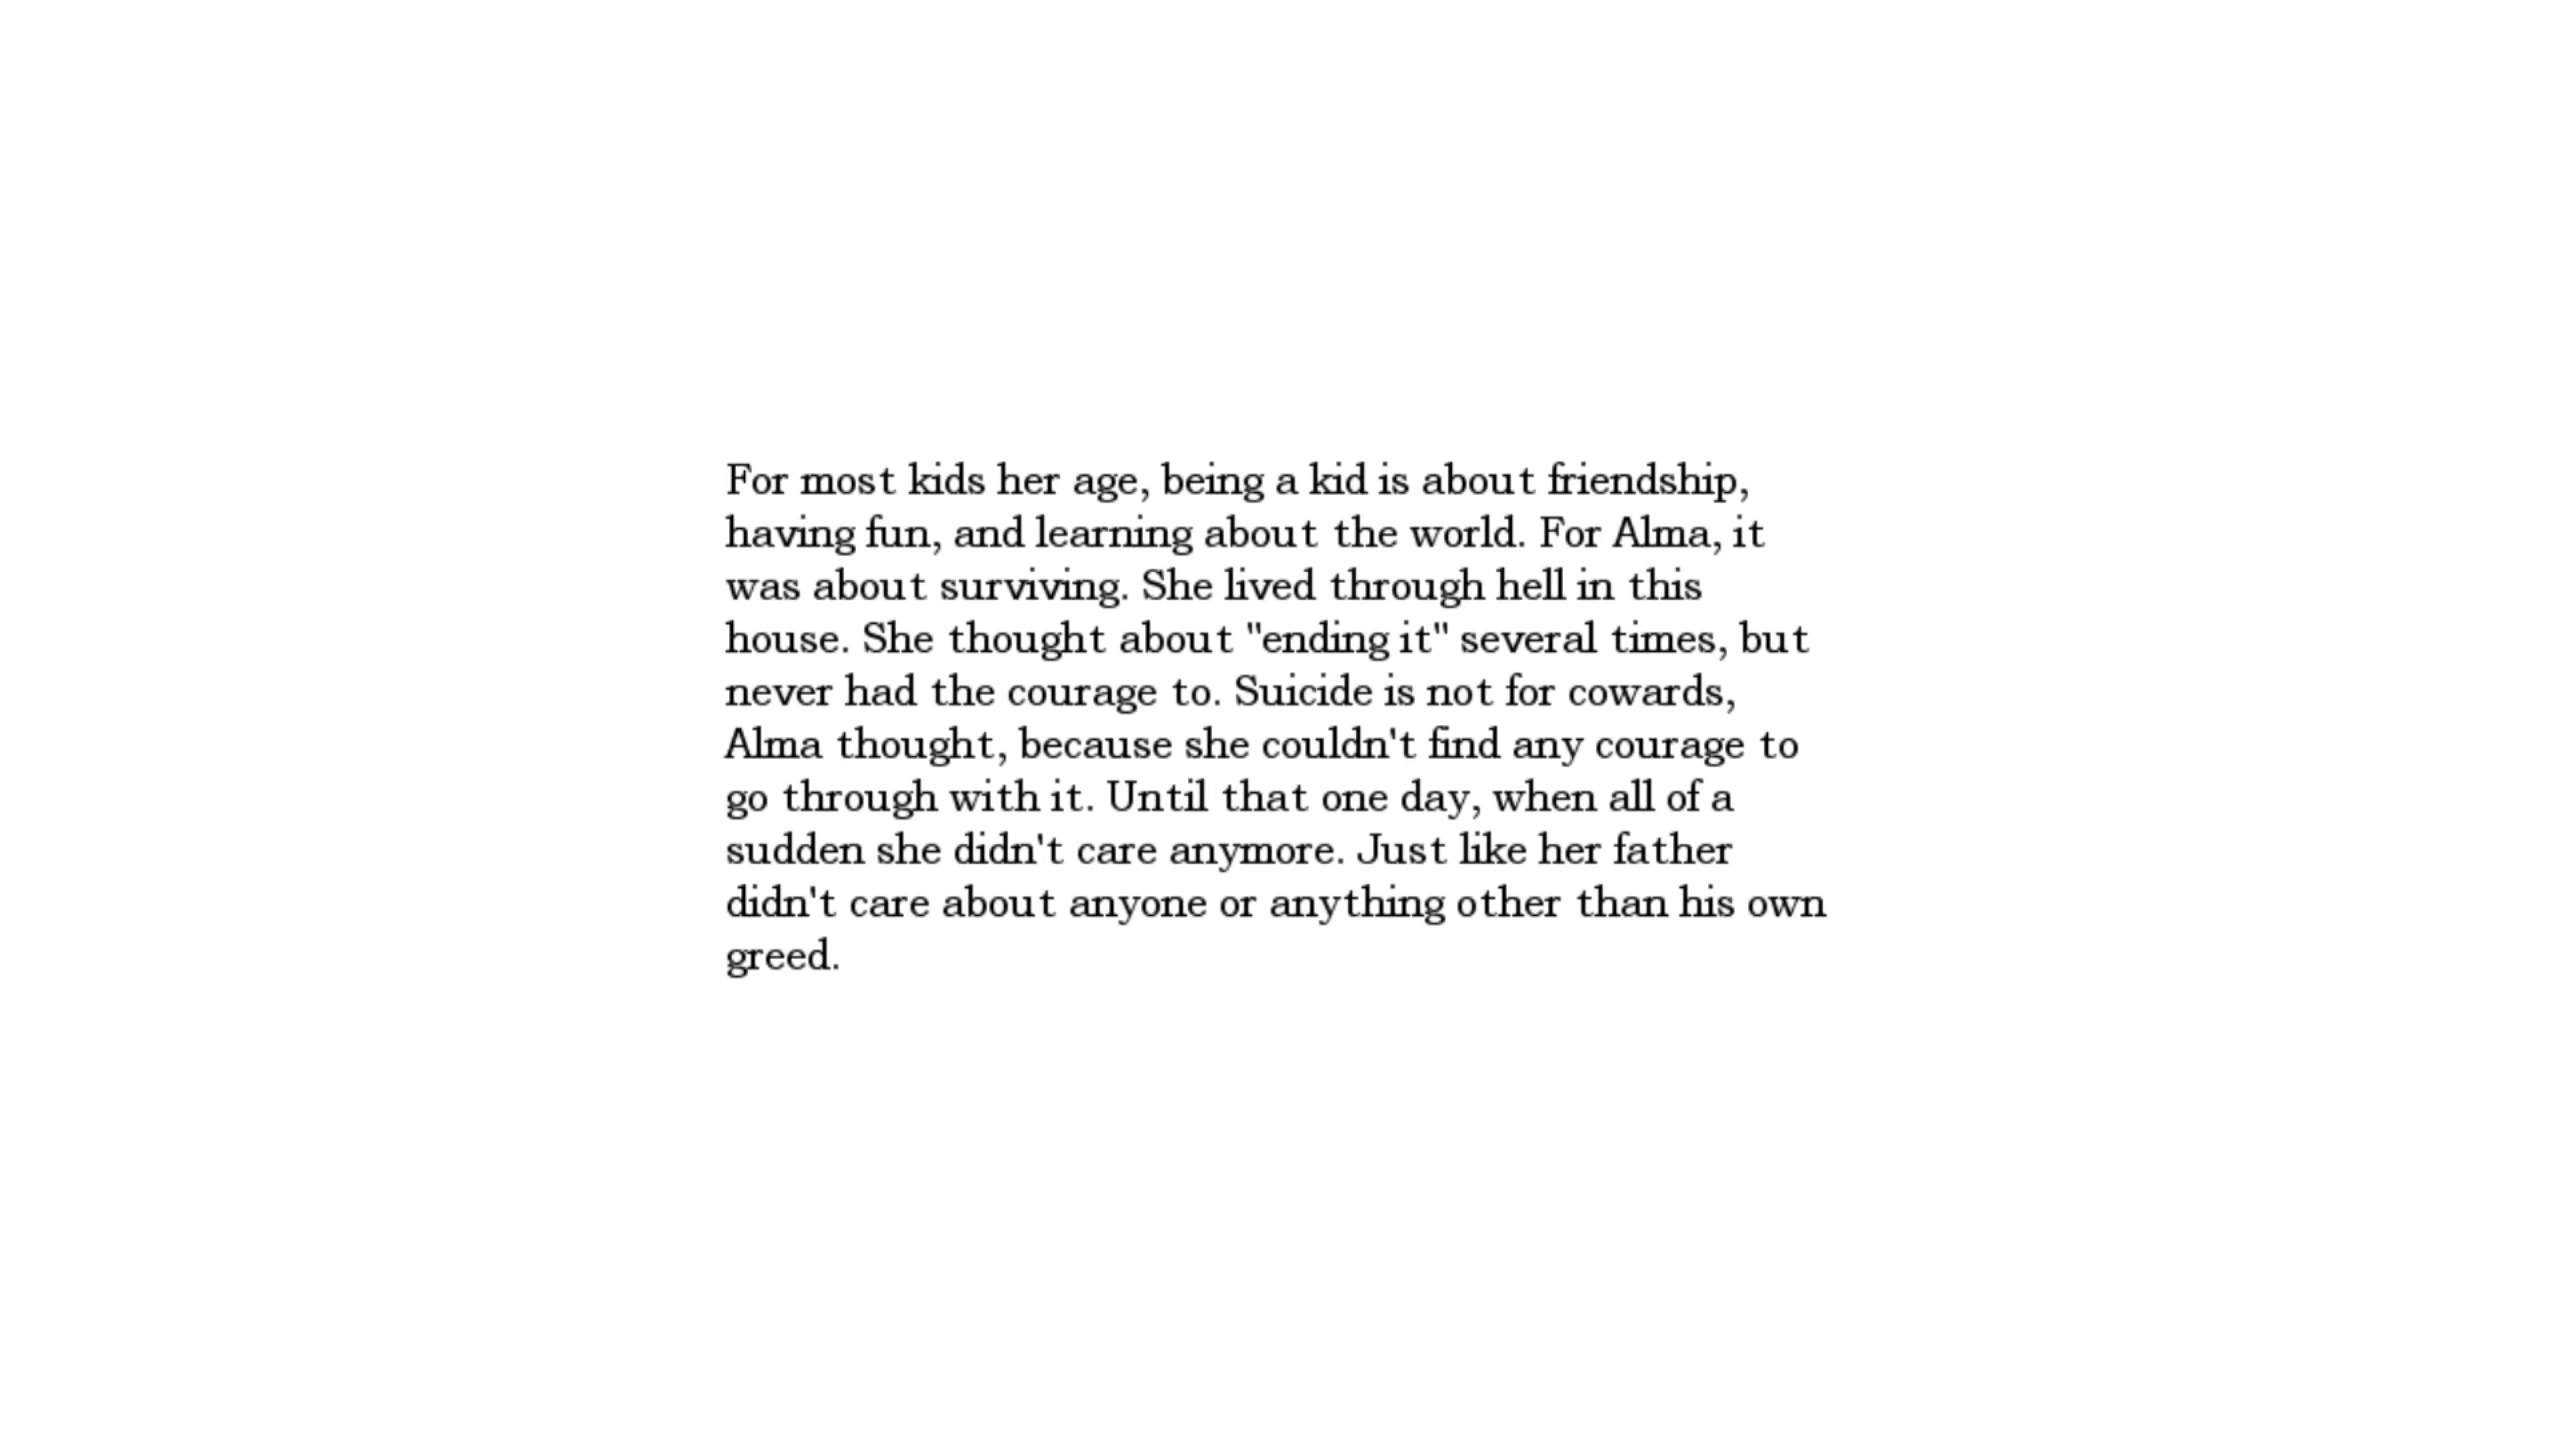 For most kids her age, being a kid is about friendship,
having fun, and learning about the world. For Alma, it
was about surviving. She lived through hell in this
house. She thought about "ending it" several times, but
never had the courage to. Suicide is not for cowards,
Alma thought, because she couldn't find any courage to
go through with it. Until that one day, when all of a
sudden she didn't care anymore. Just like her father
didn't care about anyone or anything other than his own
greed.